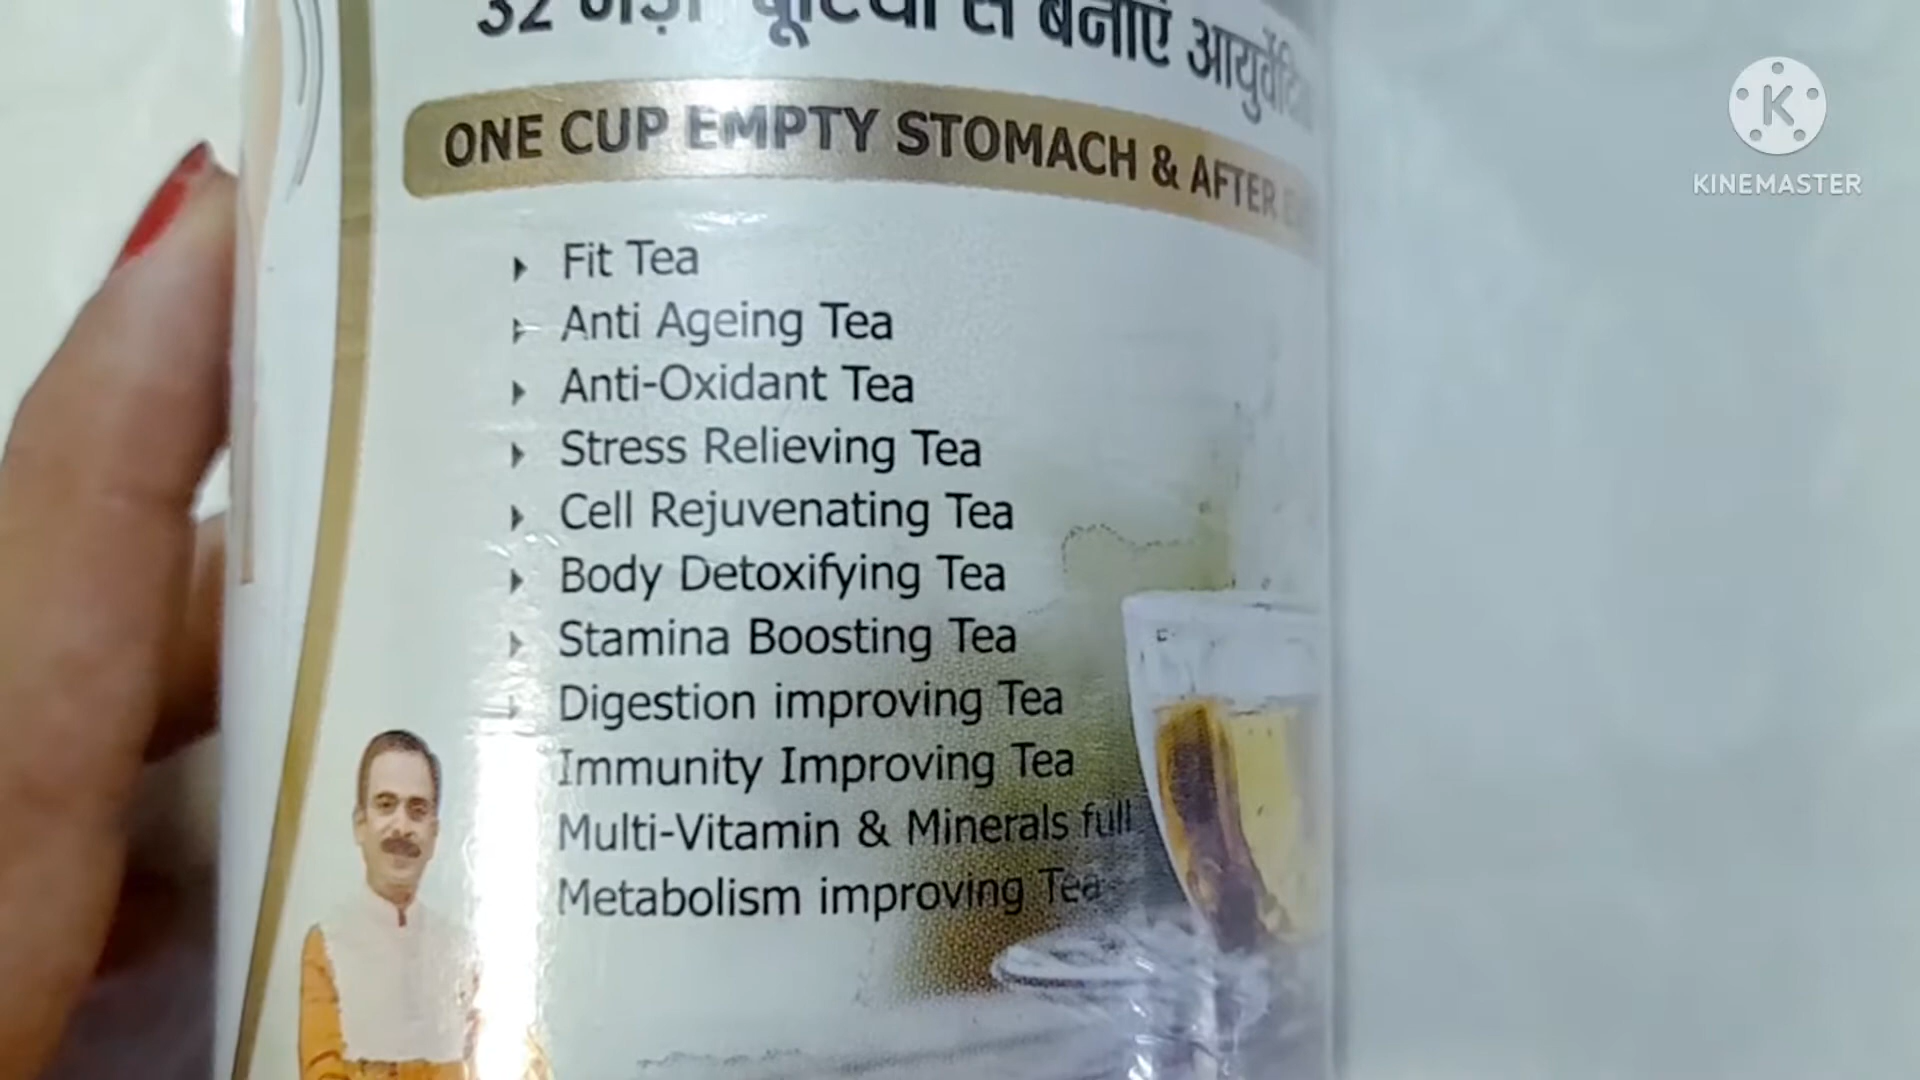 32 जड़ी बूटियों से बनाएं
ONE CUP EMPTY STOMACH & AFTER
Fit Tea
Anti Ageing Tea
Anti-Oxidant Tea
Stress Relieving Tea
Cell Rejuvenating Tea
Body Detoxifying Tea
Stamina Boosting Tea
Digestion improving Tea
Immunity Improving Tea
Multi-Vitamin & Minerals full
Metabolism improving Tea
K
KINEMASTER